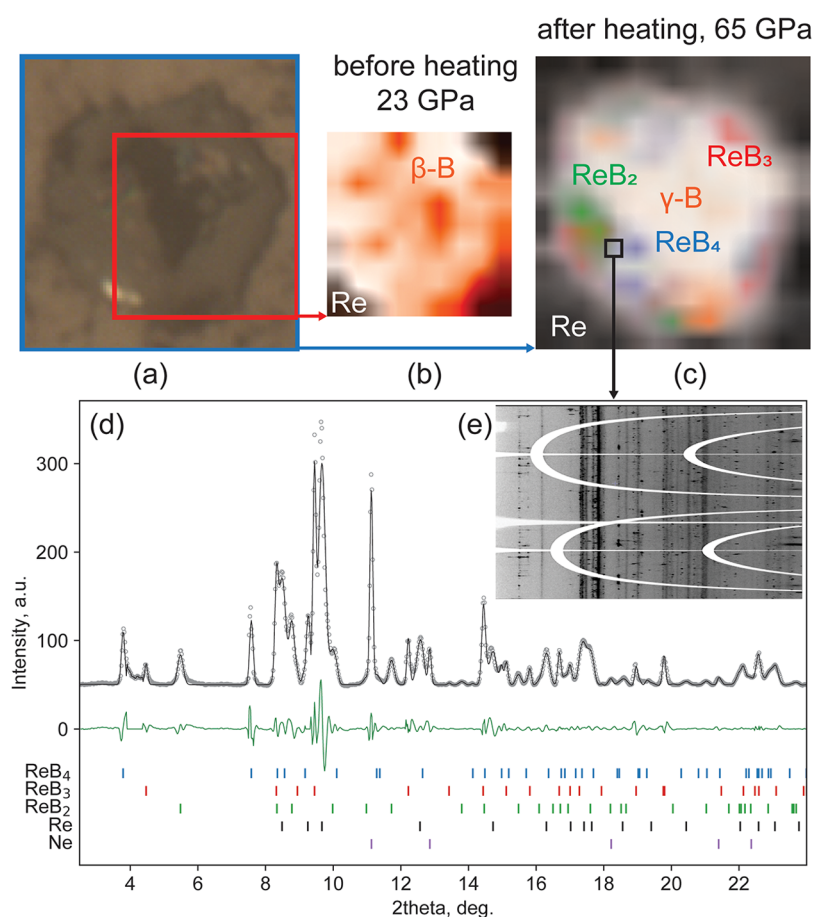 after heating, 65 GPa
before heating
23 GPa
β-B
Re
ReB₃
ReB₂
γ-B
ReB₄
Re
(a)
(b)
(c)
(d)
(e)
300
200
100
0
Intensity, a.u.
ReB₄
ReB₃
ReB₂
Re
Ne
4 6 8 10 12 14 16 18 20 22
2theta, deg.